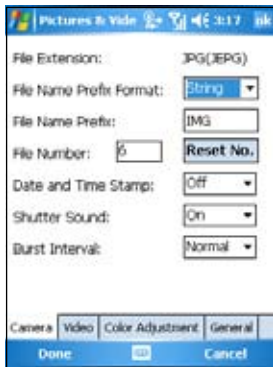 Pictures & Vide 3:17 ok
File Extension: JPG(JEPG)
File Name Prefix Format: String
File Name Prefix: IMG
File Number: 6 Reset No.
Date and Time Stamp: Off
Shutter Sound: On
Burst Interval: Normal
Camera Video Color Adjustment General
Done Cancel